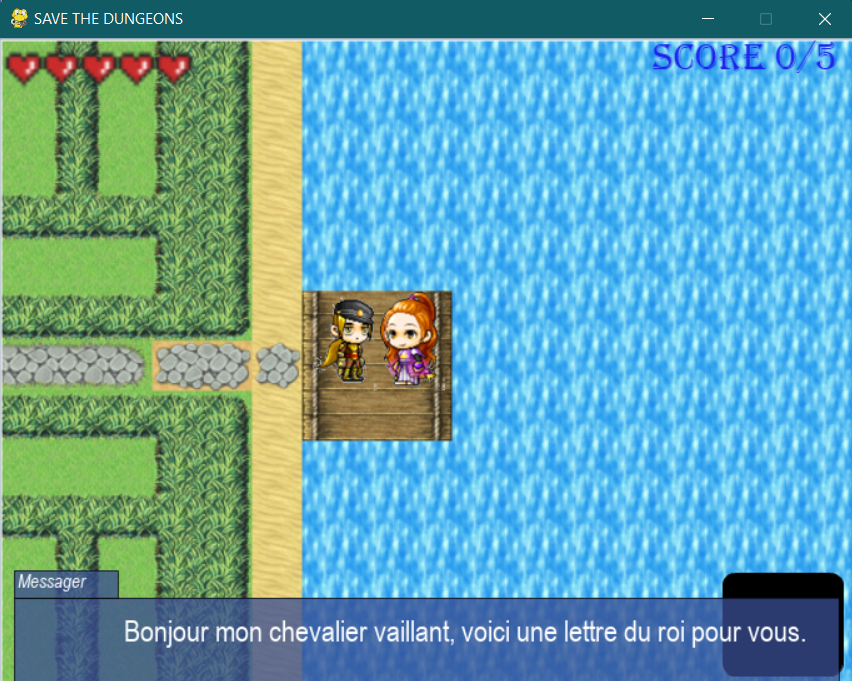 SAVE THE DUNGEONS
SCORE 0/5
Messager
Bonjour mon chevalier vaillant, voici une lettre du roi pour vous.